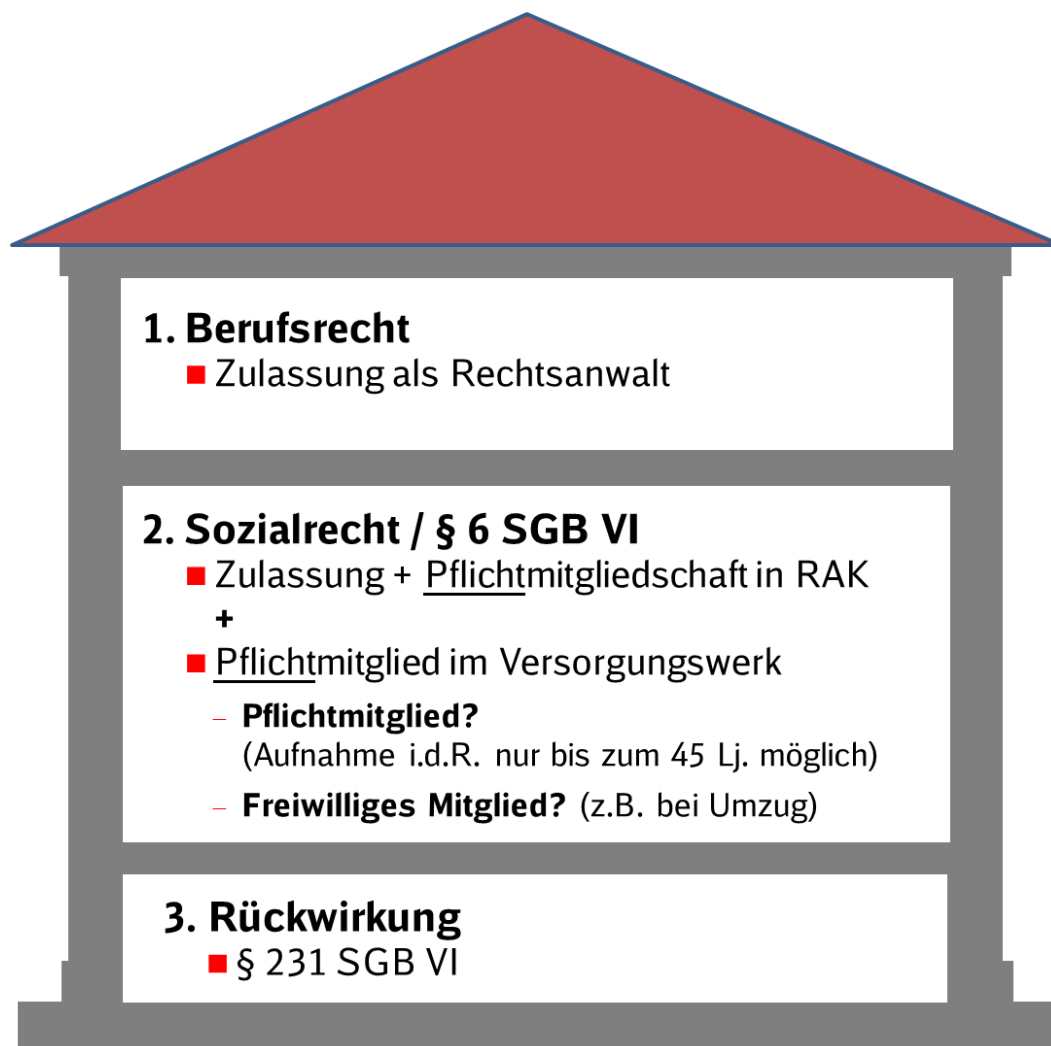 1. Berufsrecht
■ Zulassung als Rechtsanwalt
2. Sozialrecht / § 6 SGB VI
■ Zulassung + Pflichtmitgliedschaft in RAK
+
■ Pflichtmitglied im Versorgungswerk
– Pflichtmitglied?
(Aufnahme i.d.R. nur bis zum 45 Lj. möglich)
– Freiwilliges Mitglied? (z.B. bei Umzug)
3. Rückwirkung
■ § 231 SGB VI